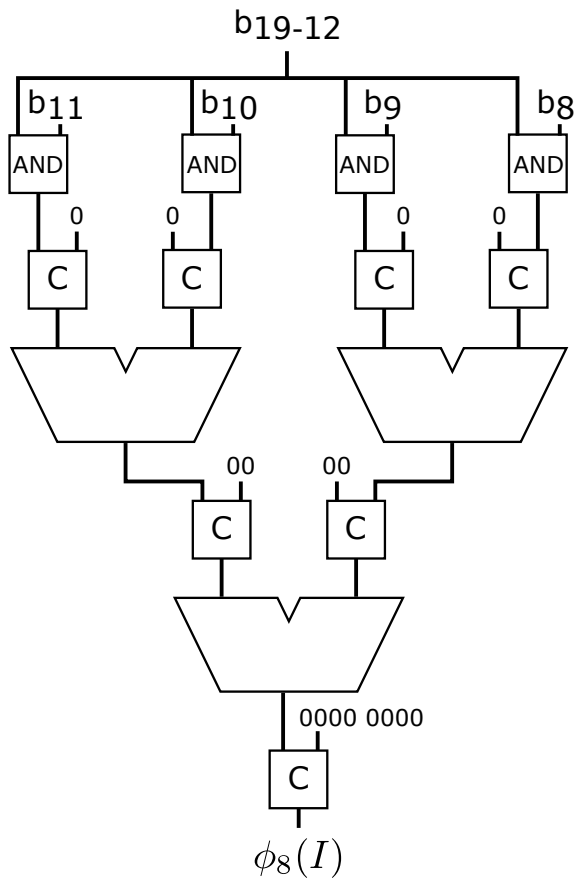 b19-12
b11 b10 b9 b8
AND AND AND AND
0 0 0 0
C C C C
00 00
C C
0000 0000
C
ϕ8(I)